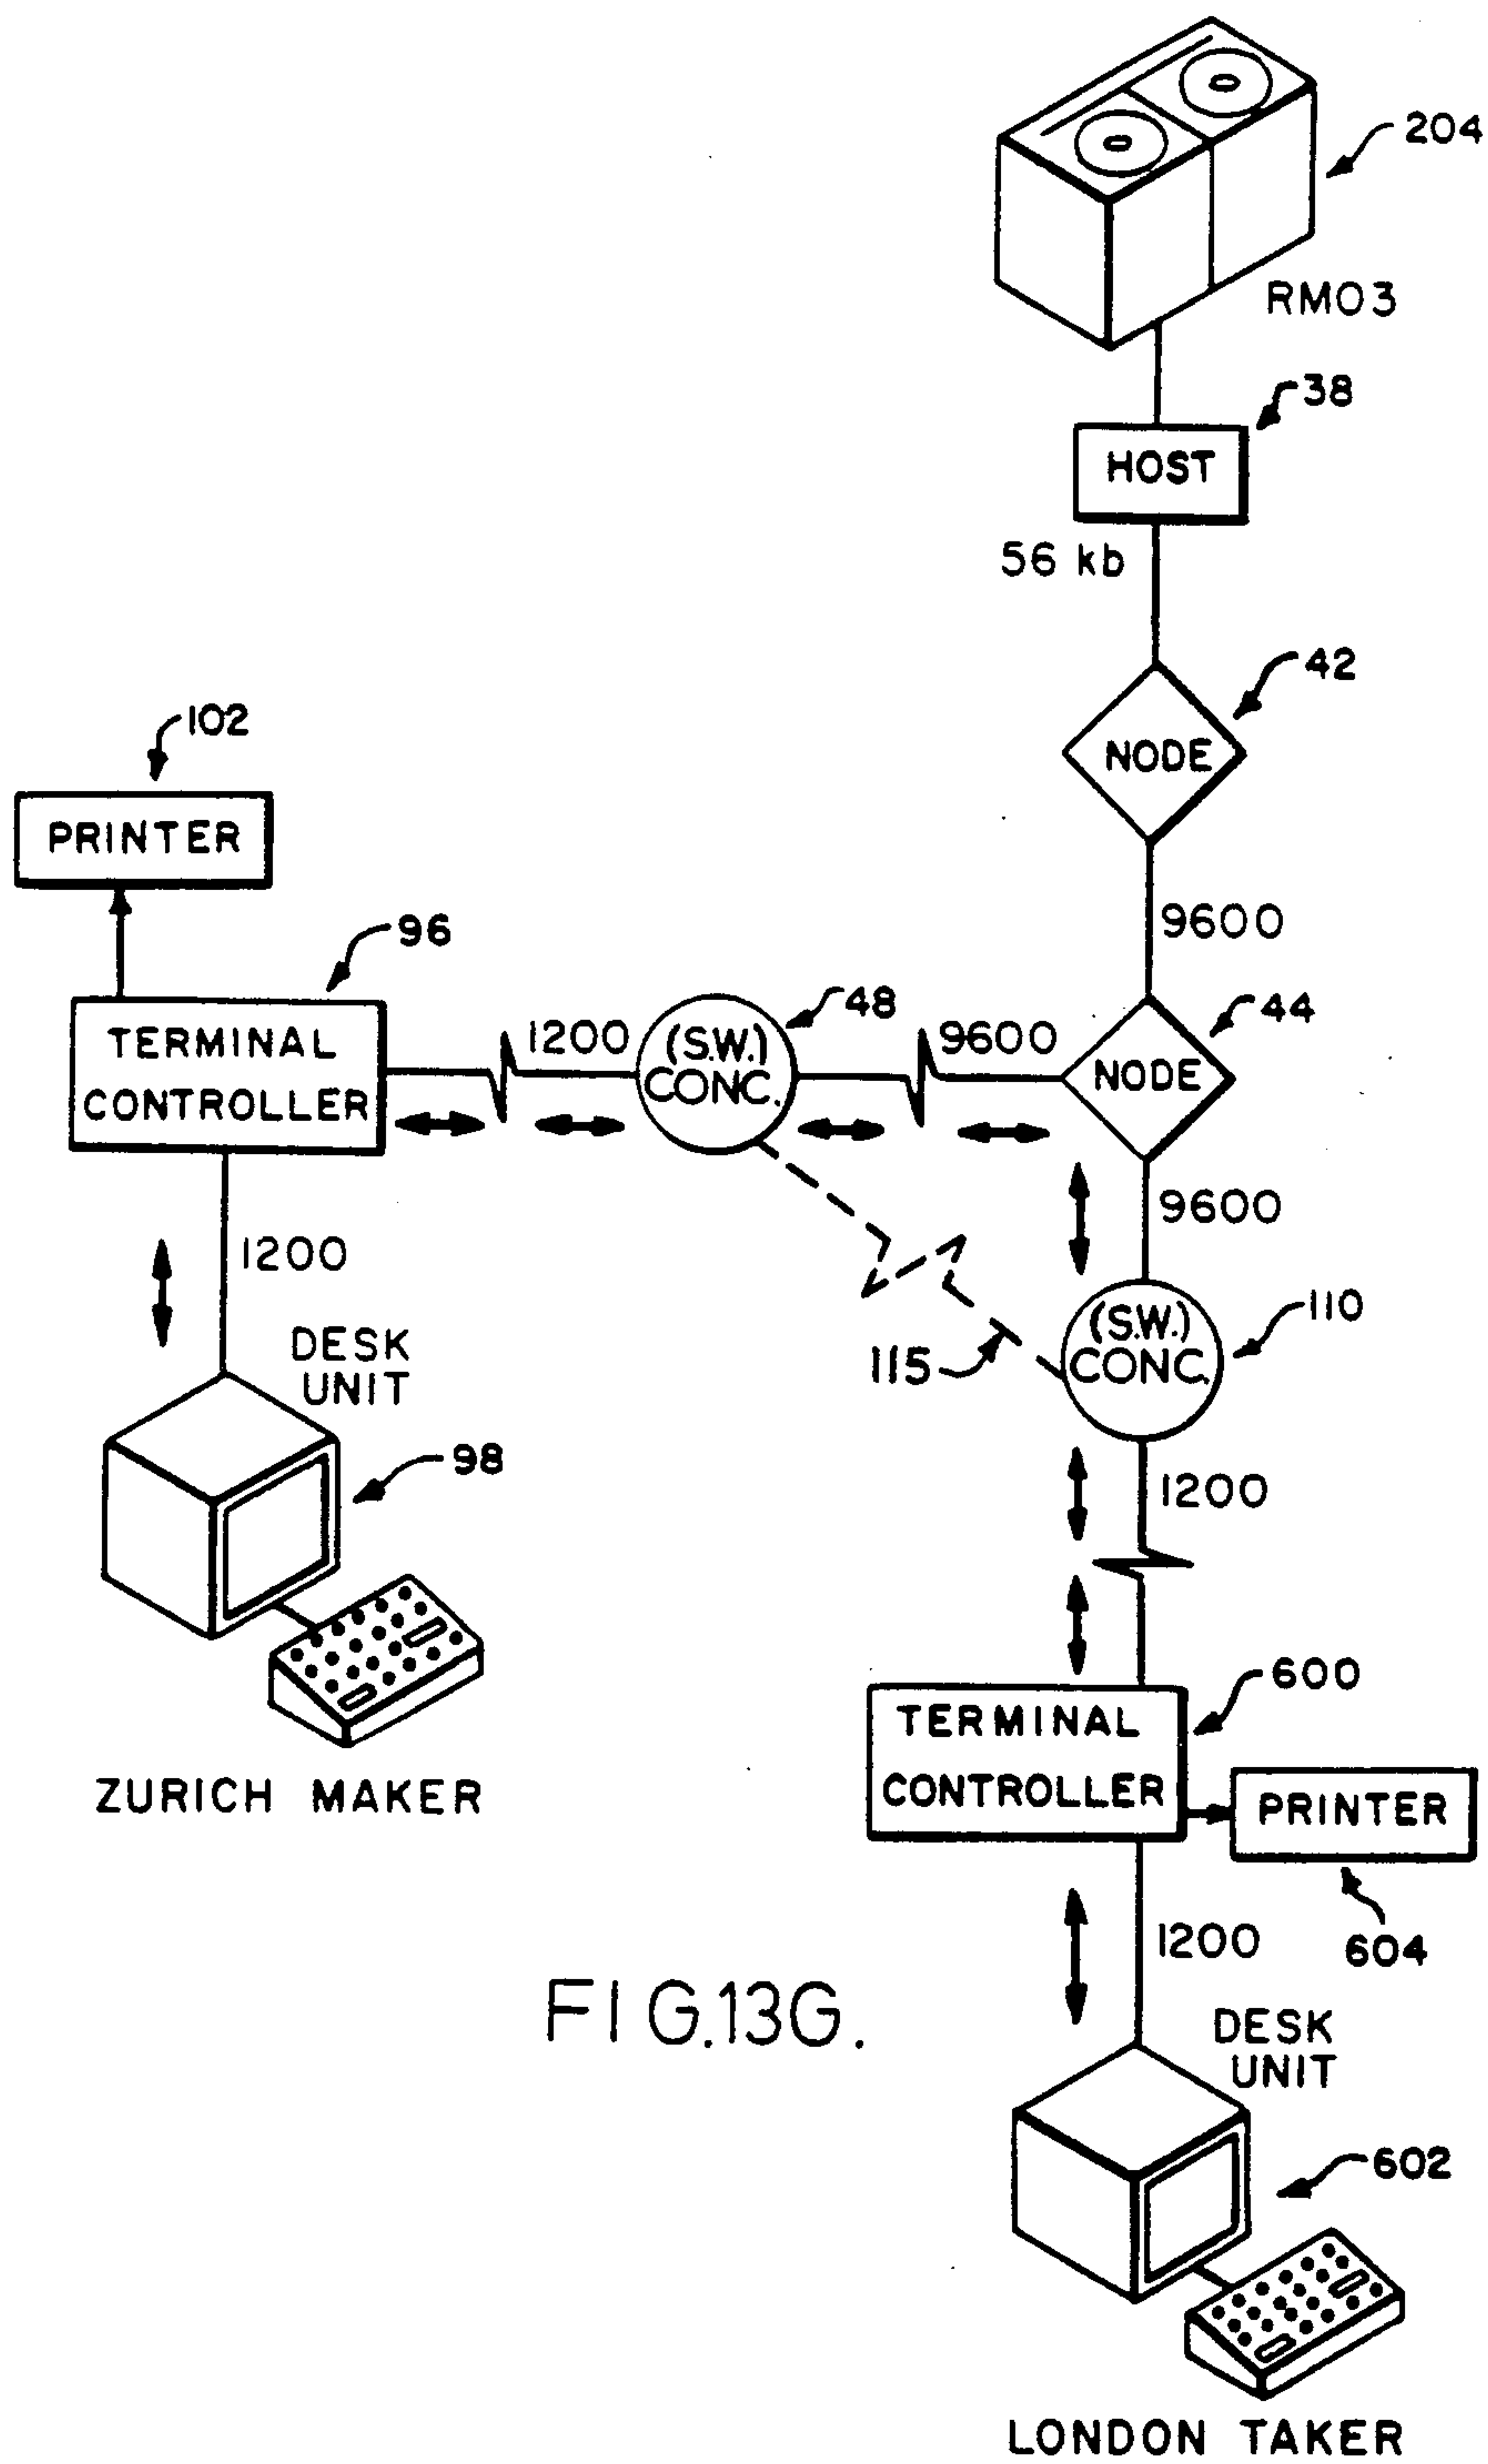 204
RM03
38
HOST
56 kb
42
NODE
102
PRINTER
9600
96
48
44
TERMINAL
CONTROLLER
1200
(S.W.)
CONC.
9600
NODE
9600
1200
DESK
UNIT
98
ZURICH MAKER
115
(S.W.)
CONC.
110
1200
600
TERMINAL
CONTROLLER
PRINTER
604
1200
FIG.13G.
DESK
UNIT
602
LONDON TAKER